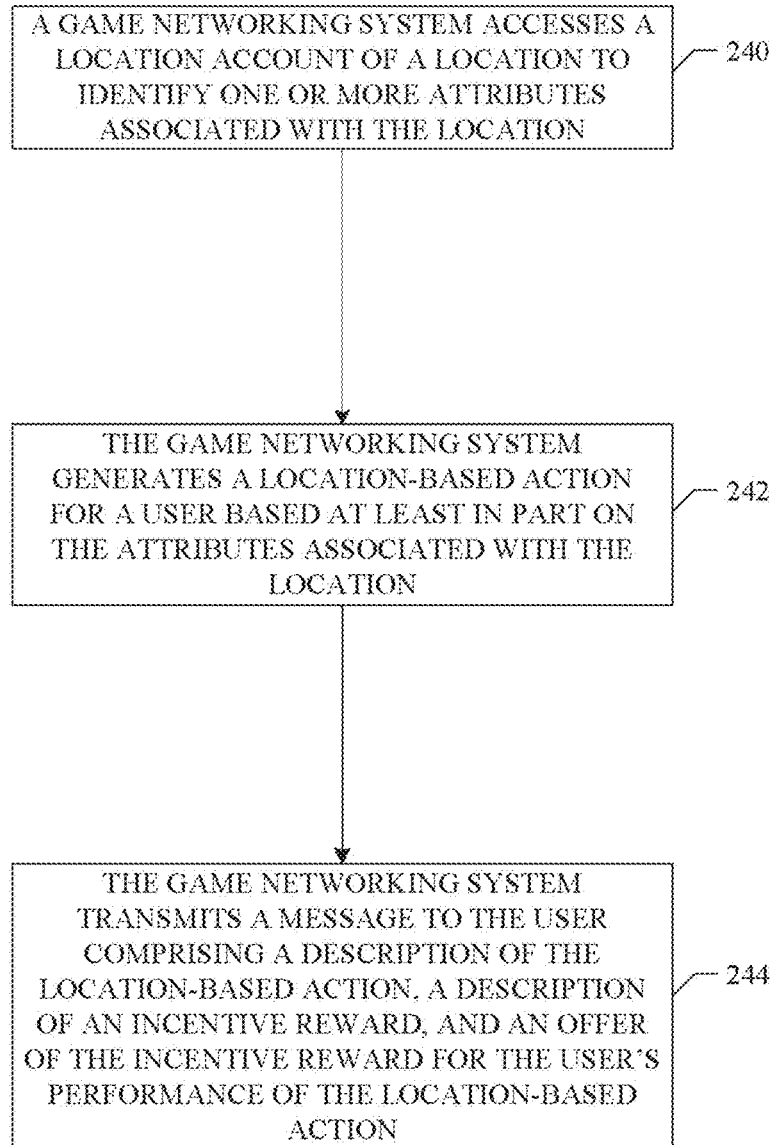 A GAME NETWORKING SYSTEM ACCESSES A
LOCATION ACCOUNT OF A LOCATION TO
IDENTIFY ONE OR MORE ATTRIBUTES
ASSOCIATED WITH THE LOCATION
240
THE GAME NETWORKING SYSTEM
GENERATES A LOCATION-BASED ACTION
FOR A USER BASED AT LEAST IN PART ON
THE ATTRIBUTES ASSOCIATED WITH THE
LOCATION
242
THE GAME NETWORKING SYSTEM
TRANSMITS A MESSAGE TO THE USER
COMPRISING A DESCRIPTION OF THE
LOCATION-BASED ACTION, A DESCRIPTION
OF AN INCENTIVE REWARD, AND AN OFFER
OF THE INCENTIVE REWARD FOR THE USER'S
PERFORMANCE OF THE LOCATION-BASED
ACTION
244